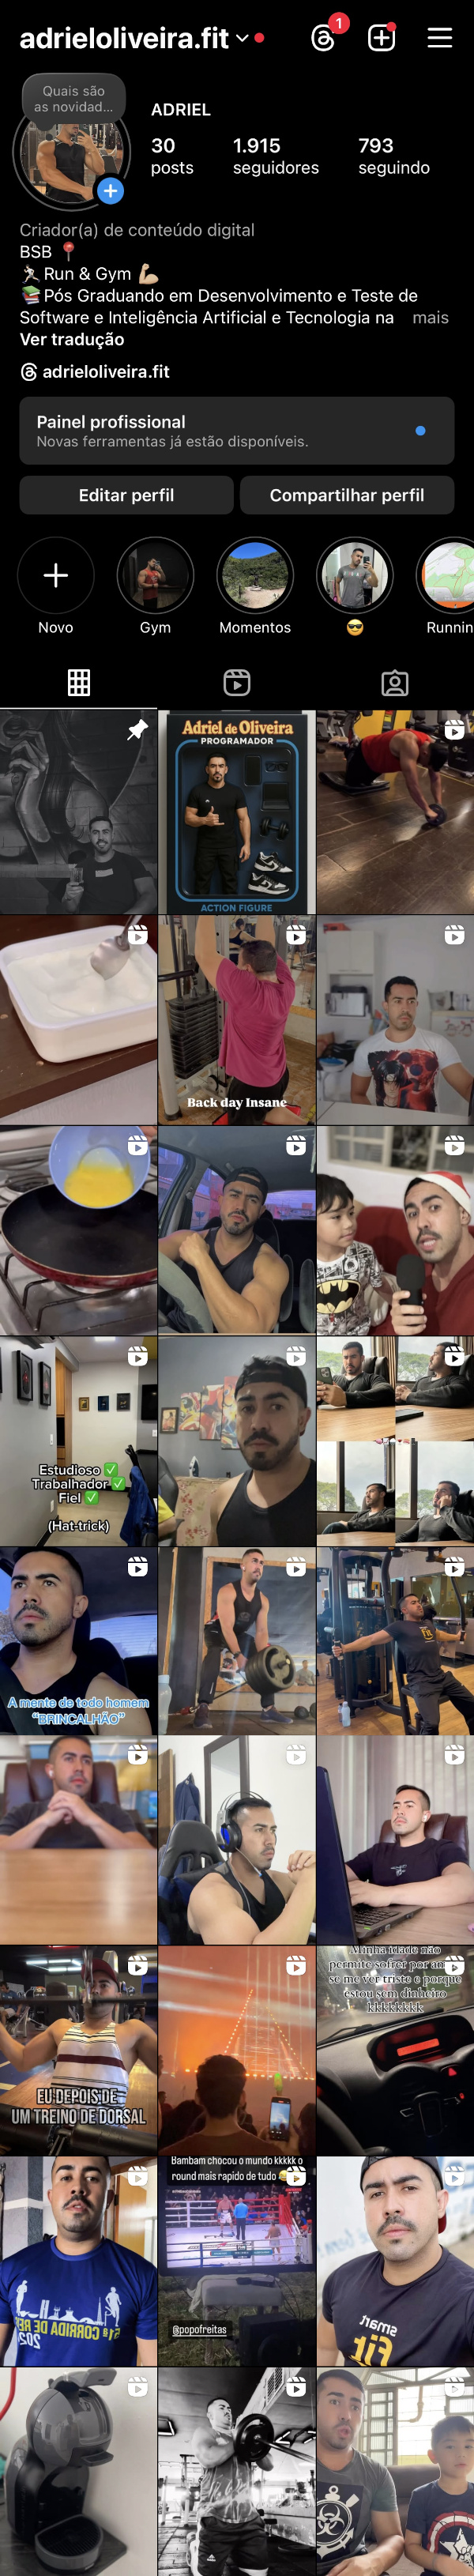 adrieloliveira.fit
1
Quais são
as novidad...
ADRIEL
30
1.915
793
posts
seguidores
seguindo
Criador(a) de conteúdo digital
BSB 📍
🏃🏻‍♂️ Run & Gym 💪🏼
📚 Pós Graduando em Desenvolvimento e Teste de
Software e Inteligência Artificial e Tecnologia na mais
Ver tradução
adrieloliveira.fit
Painel profissional
Novas ferramentas já estão disponíveis.
Editar perfil
Compartilhar perfil
Novo
Gym
Momentos
😎
Runnin
Adriel de Oliveira
PROGRAMADOR
ACTION FIGURE
Back day Insane
Estudioso ✅
Trabalhador ✅
Fiel ✅
(Hat-trick)
A mente de todo homem
“BRINCALHÃO”
EU DEPOIS DE
UM TREINO DE DORSAL
Minha idade não
permite sofrer por
se me ver triste e porque
estou sem dinheiro
kkkkkkkk
Bambam chocou o mundo kkkkk o
round mais rapido de tudo
@popofreitas
CORRIDA DE
smart
fit